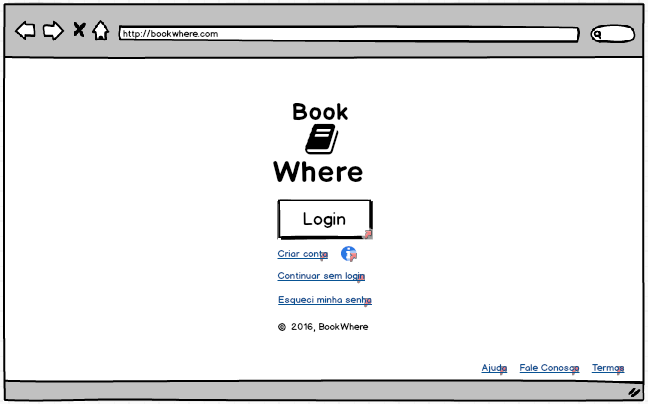 http://bookwhere.com
Book
Where
Login
Criar conta
Continuar sem login
Esqueci minha senha
© 2016, BookWhere
Ajuda Fale Conosco Termos